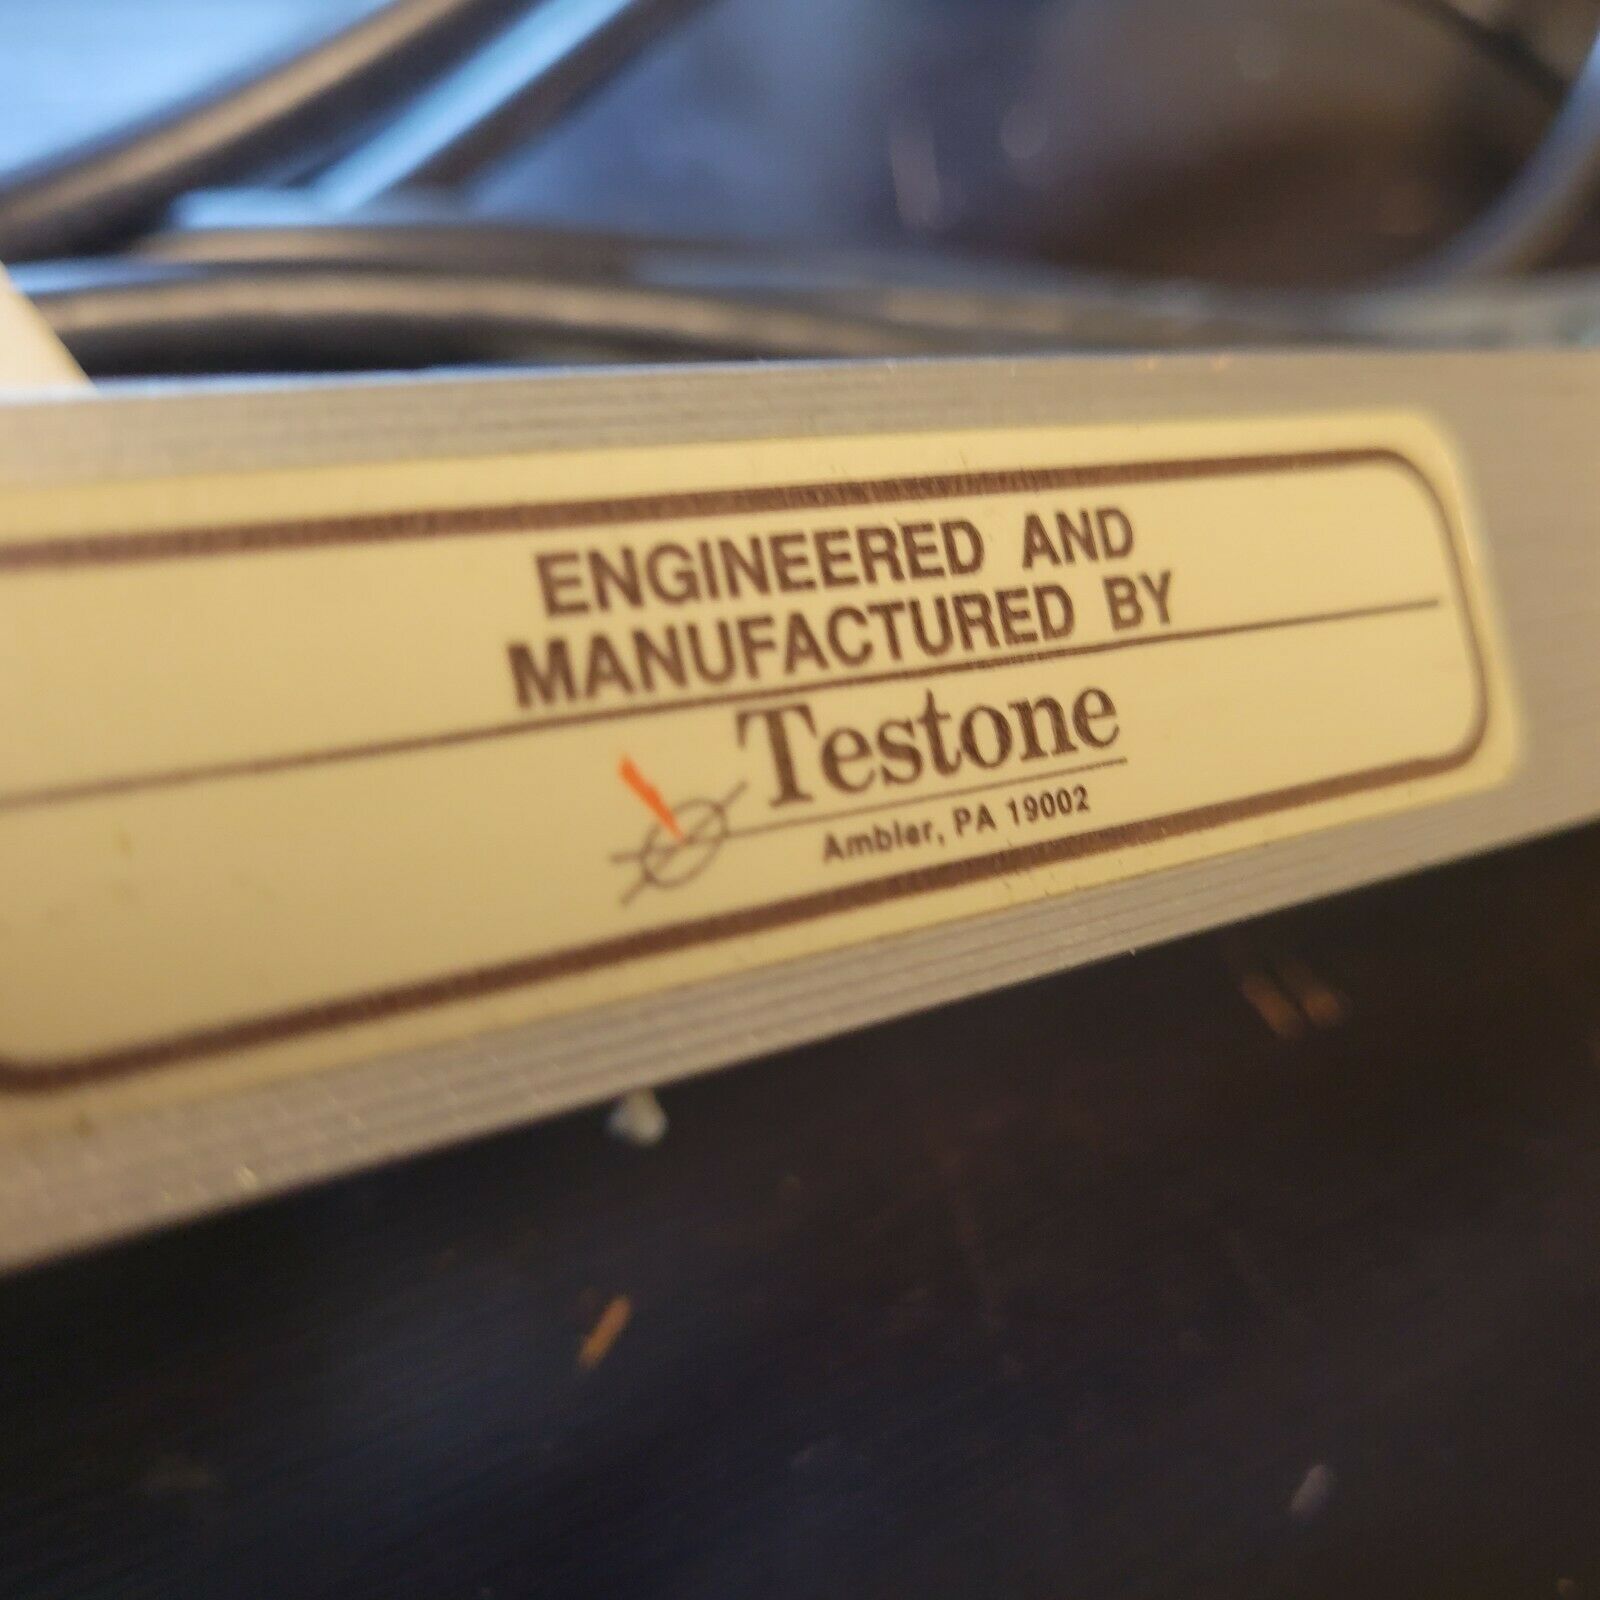 ENGINEERED AND
MANUFACTURED BY
Testone
Ambler, PA 19002